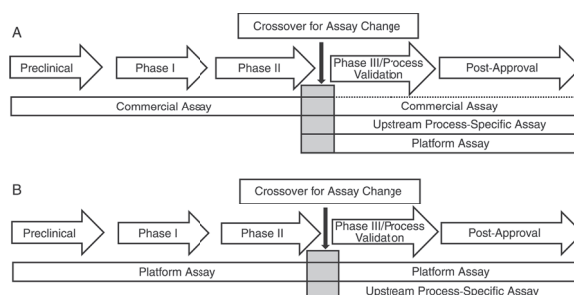 A
Crossover for Assay Change
Preclinical
Phase I
Phase II
Phase III/Process
Validation
Post-Approval
Commercial Assay
Commercial Assay
Upstream Process-Specific Assay
Platform Assay
B
Crossover for Assay Change
Preclinical
Phase I
Phase II
Phase III/Process
Validation
Post-Approval
Platform Assay
Platform Assay
Upstream Process-Specific Assay